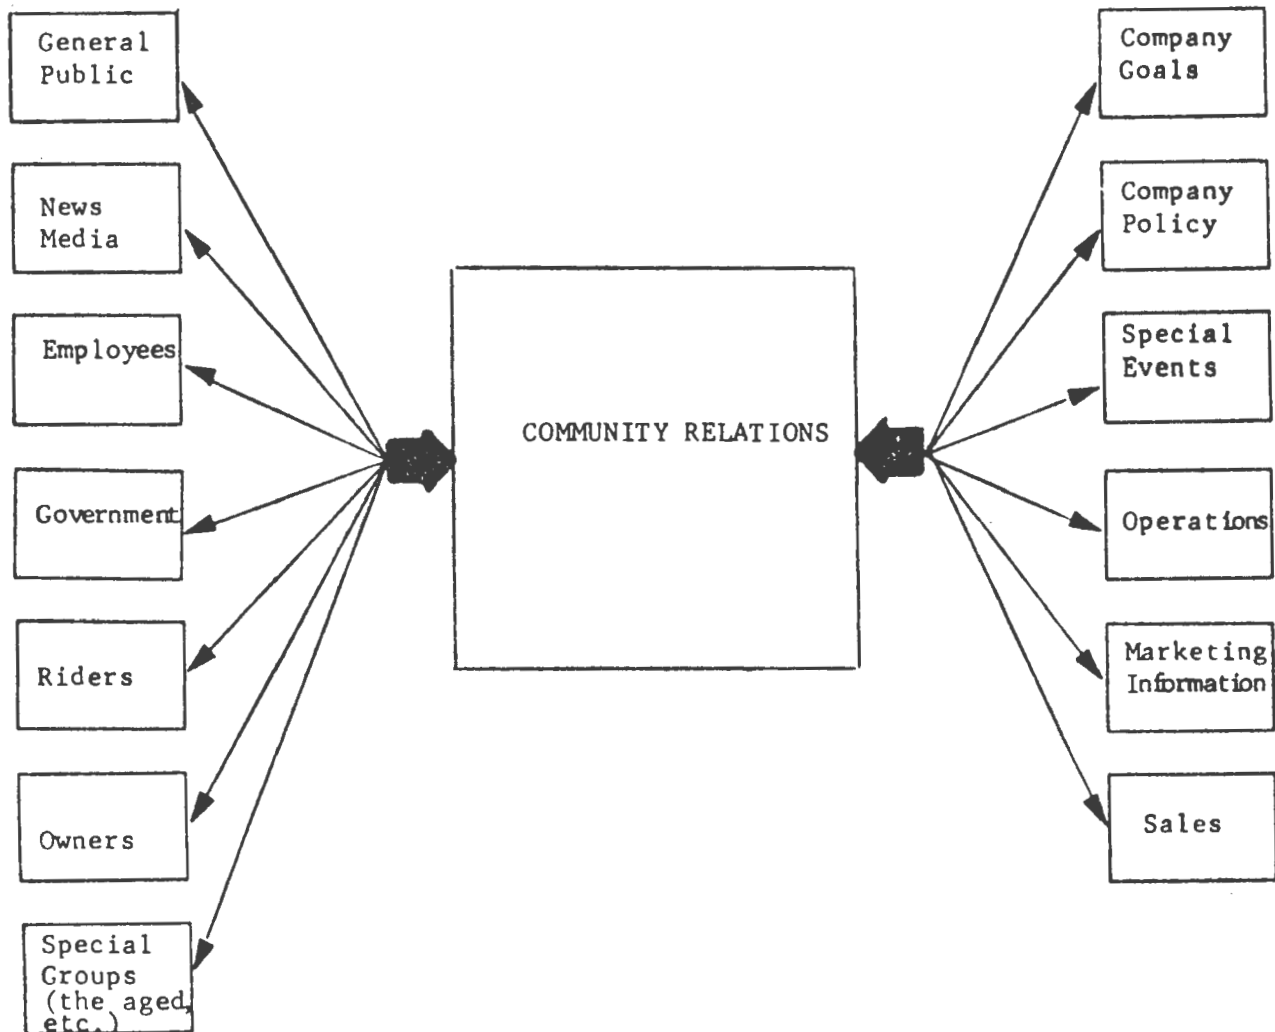 General
Public
News
Media
Employees
Government
Riders
Owners
Special
Groups
(the aged,
etc.)
COMMUNITY RELATIONS
Company
Goals
Company
Policy
Special
Events
Operations
Marketing
Information
Sales